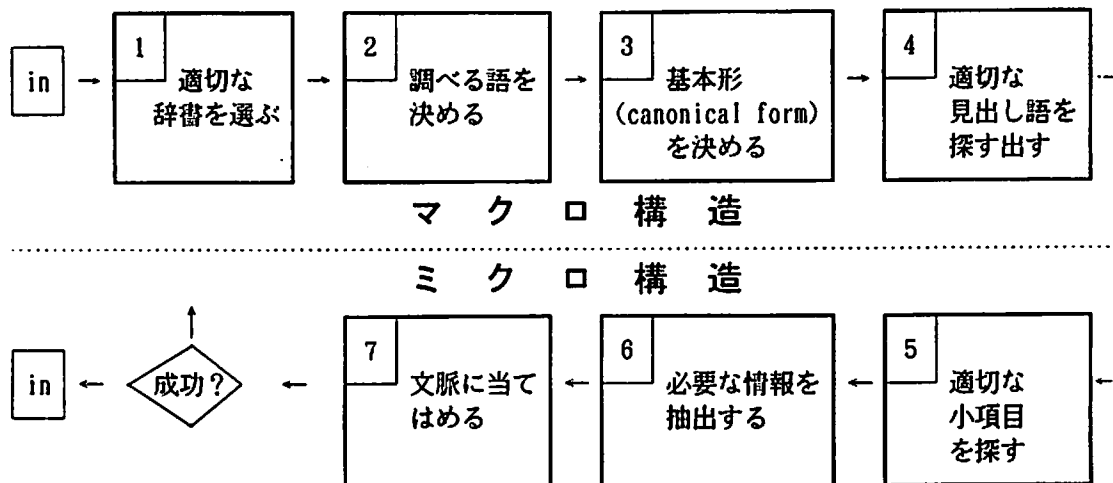 in
1
適切な
辞書を選ぶ
2
調べる語を
決める
3
基本形
(canonical form)
を決める
4
適切な
見出し語を
探す出す
マクロ構造
ミクロ構造
in
成功?
7
文脈に当て
はめる
6
必要な情報を
抽出する
5
適切な
小項目
を探す